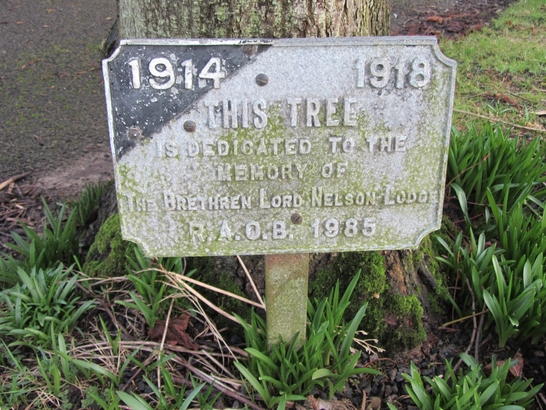 1914 1918
THIS TREE
IS DEDICATED TO THE
MEMORY OF
THE BRETHREN LORD NELSON LODGE
R.A.O.B. 1985